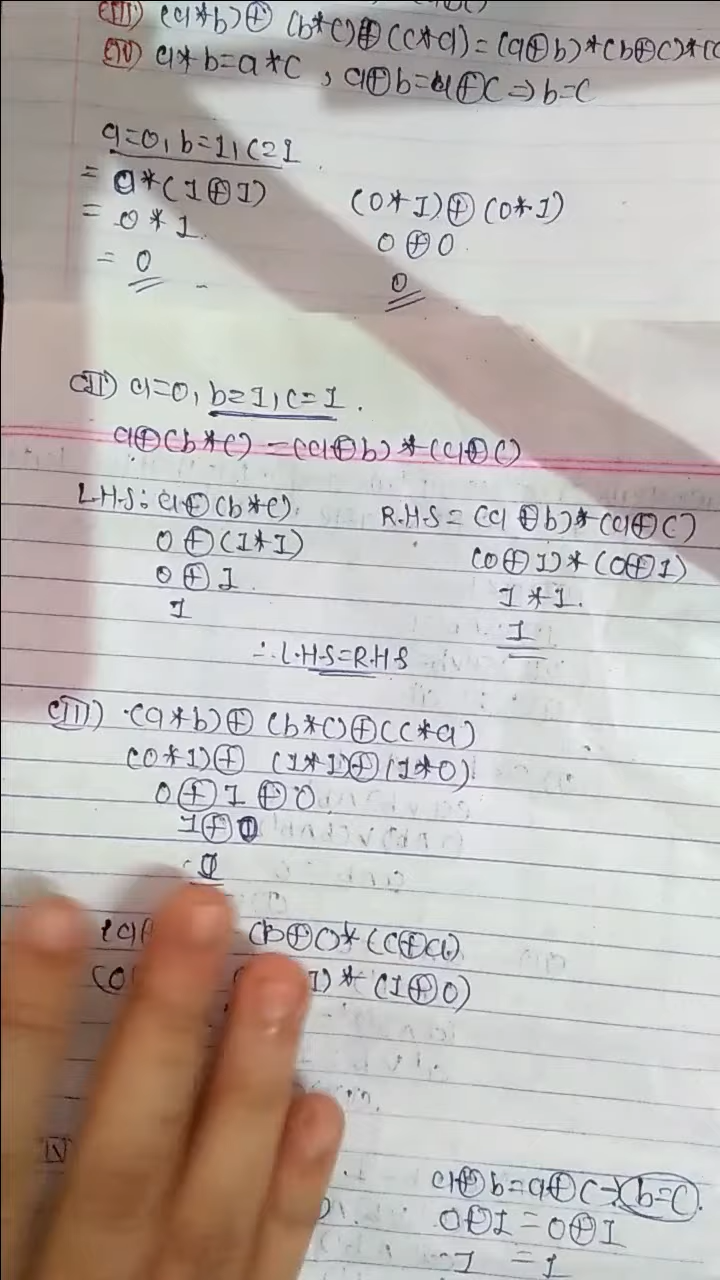 (III) (a*b)⊕ (b*c)⊕(c*a)=(a⊕b)*(b⊕c)*(c
(IV) a*b=a*c , a⊕b=a⊕c⇒b=c
a=0, b=1, c=1
= a*(1⊕1)
= 0*1
= 0
(0*1)⊕(0*1)
0⊕0
0
(II) a=0, b=1, c=1.
a⊕(b*c) =(a⊕b)*(a⊕c)
L.H.S: a⊕(b*c).
0⊕(1*1)
0⊕1.
1
R.H.S = (a⊕b)*(a⊕c)
(0⊕1)*(0⊕1)
1*1.
1
∴ L.H.S=R.H.S
(III) (a*b)⊕ (b*c)⊕(c*a)
(0*1)⊕ (1*1)⊕(1*0)
0⊕1⊕0
1⊕0
(b⊕c)*(c⊕a)
(0 1)*(1⊕0)
IV
a⊕b=a⊕c⇒b=c.
0⊕1=0⊕1
1 =1